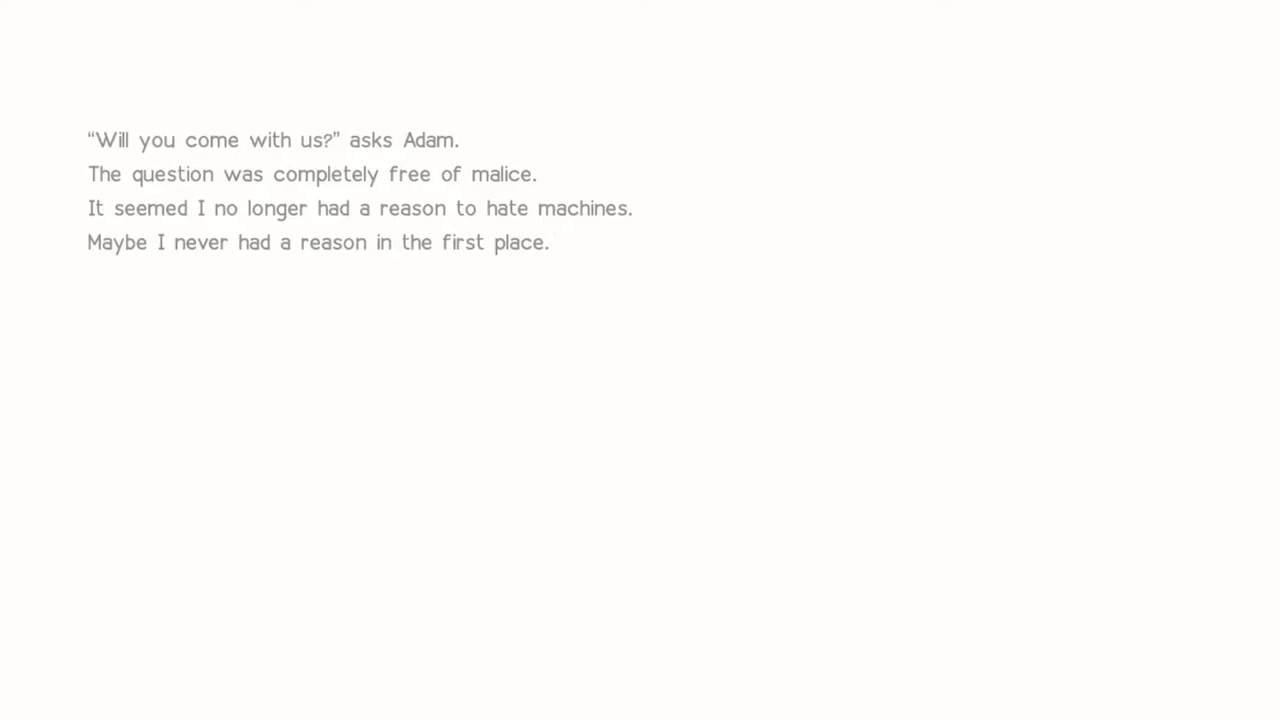 “Will you come with us?” asks Adam.
The question was completely free of malice.
It seemed I no longer had a reason to hate machines.
Maybe I never had a reason in the first place.